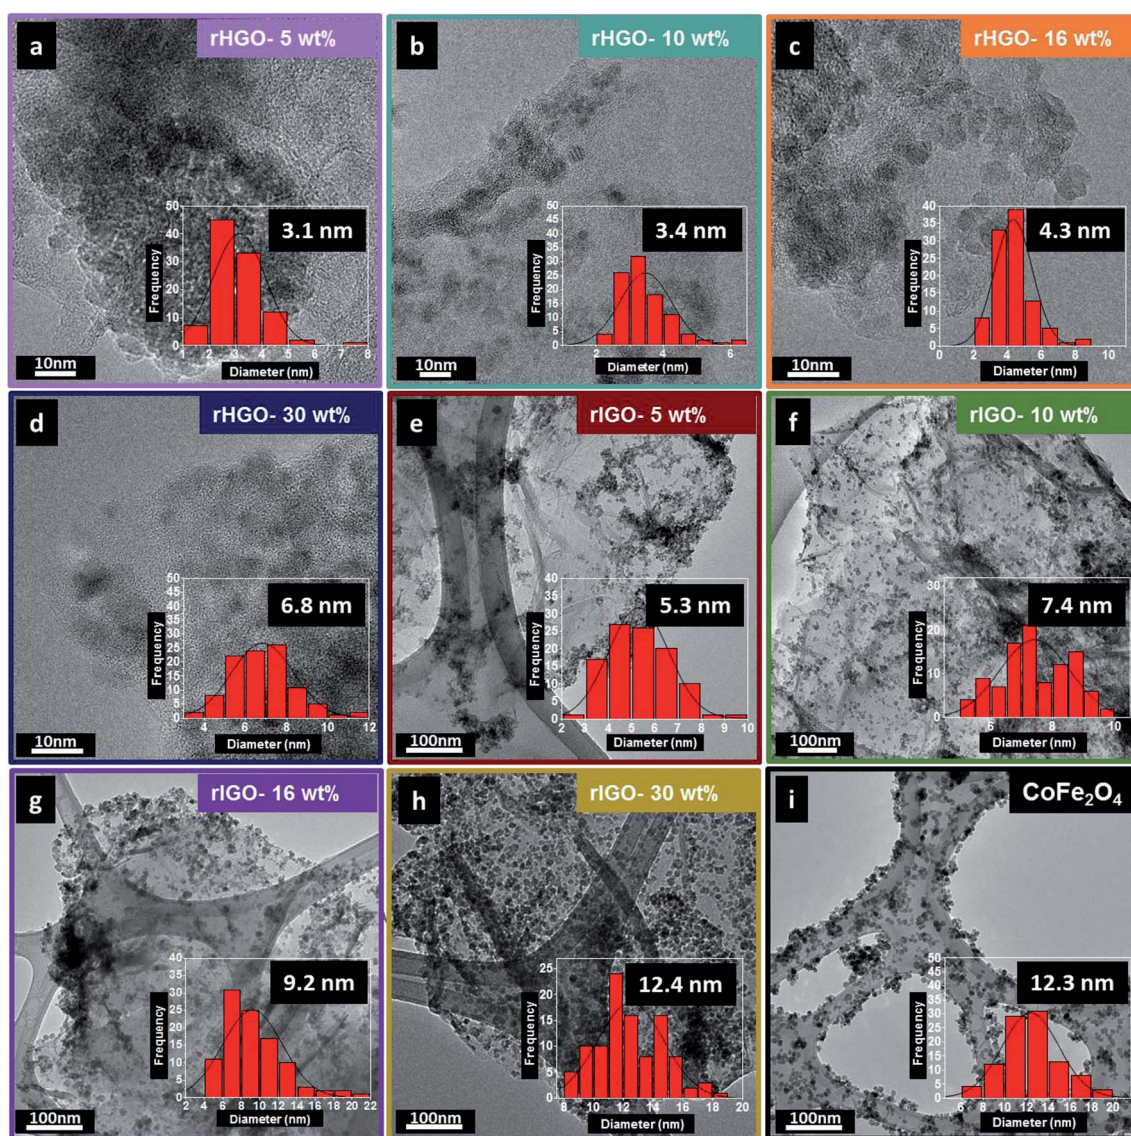 a
rHGO- 5 wt%
50
40
30
20
10
0
Frequency
3.1 nm
1 2 3 4 5 6 7 8
Diameter (nm)
10nm
b
rHGO- 10 wt%
50
45
40
35
30
25
20
15
10
5
0
Frequency
3.4 nm
2 4 6
Diameter (nm)
10nm
c
rHGO- 16 wt%
40
35
30
25
20
15
10
5
0
Frequency
4.3 nm
0 2 4 6 8 10
Diameter (nm)
10nm
d
rHGO- 30 wt%
50
45
40
35
30
25
20
15
10
5
0
Frequency
6.8 nm
4 6 8 10 12
Diameter (nm)
10nm
e
rIGO- 5 wt%
40
30
20
10
0
Frequency
5.3 nm
2 3 4 5 6 7 8 9 10
Diameter (nm)
100nm
f
rIGO- 10 wt%
30
20
10
0
Frequency
7.4 nm
6 8 10
Diameter (nm)
100nm
g
rIGO- 16 wt%
40
35
30
25
20
15
10
5
0
Frequency
9.2 nm
2 4 6 8 10 12 14 16 18 20 22
Diameter (nm)
100nm
h
rIGO- 30 wt%
25
20
15
10
5
0
Frequency
12.4 nm
8 10 12 14 16 18 20
Diameter (nm)
100nm
i
CoFe₂O₄
50
45
40
35
30
25
20
15
10
5
0
Frequency
12.3 nm
6 8 10 12 14 16 18 20
Diameter (nm)
100nm